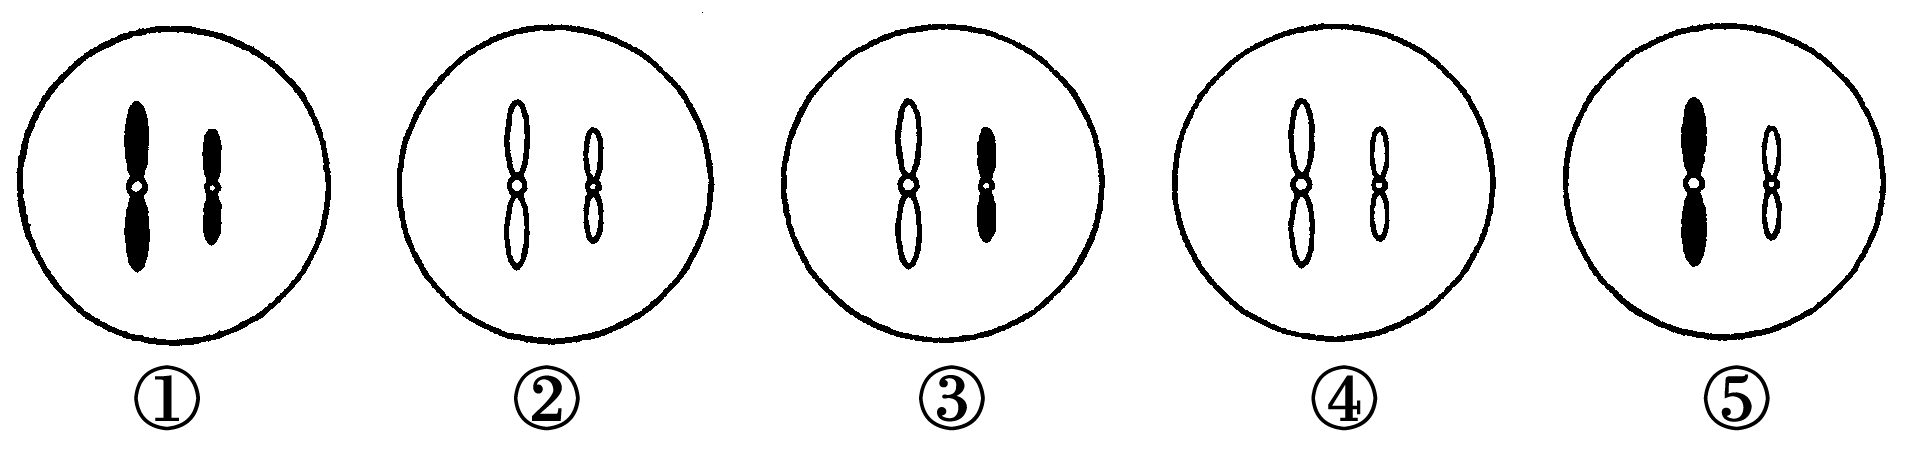 ① ② ③ ④ ⑤